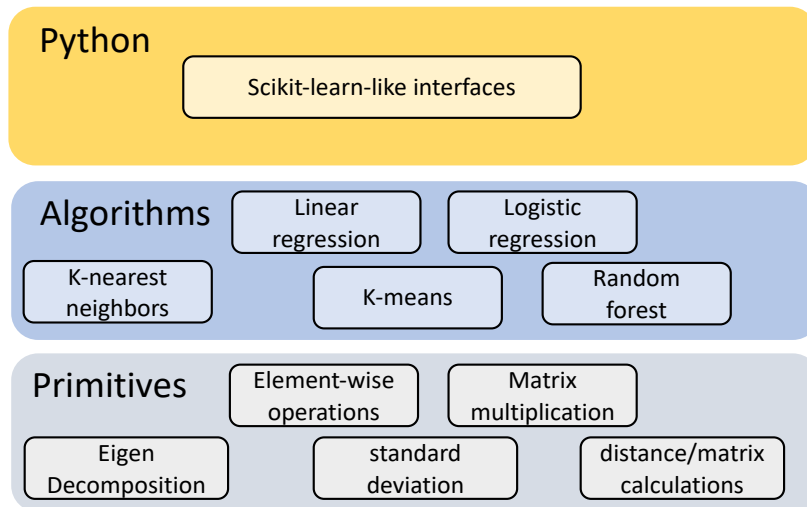 Python
Scikit-learn-like interfaces
Algorithms
Linear
regression
Logistic
regression
K-nearest
neighbors
K-means
Random
forest
Primitives
Element-wise
operations
Matrix
multiplication
Eigen
Decomposition
standard
deviation
distance/matrix
calculations